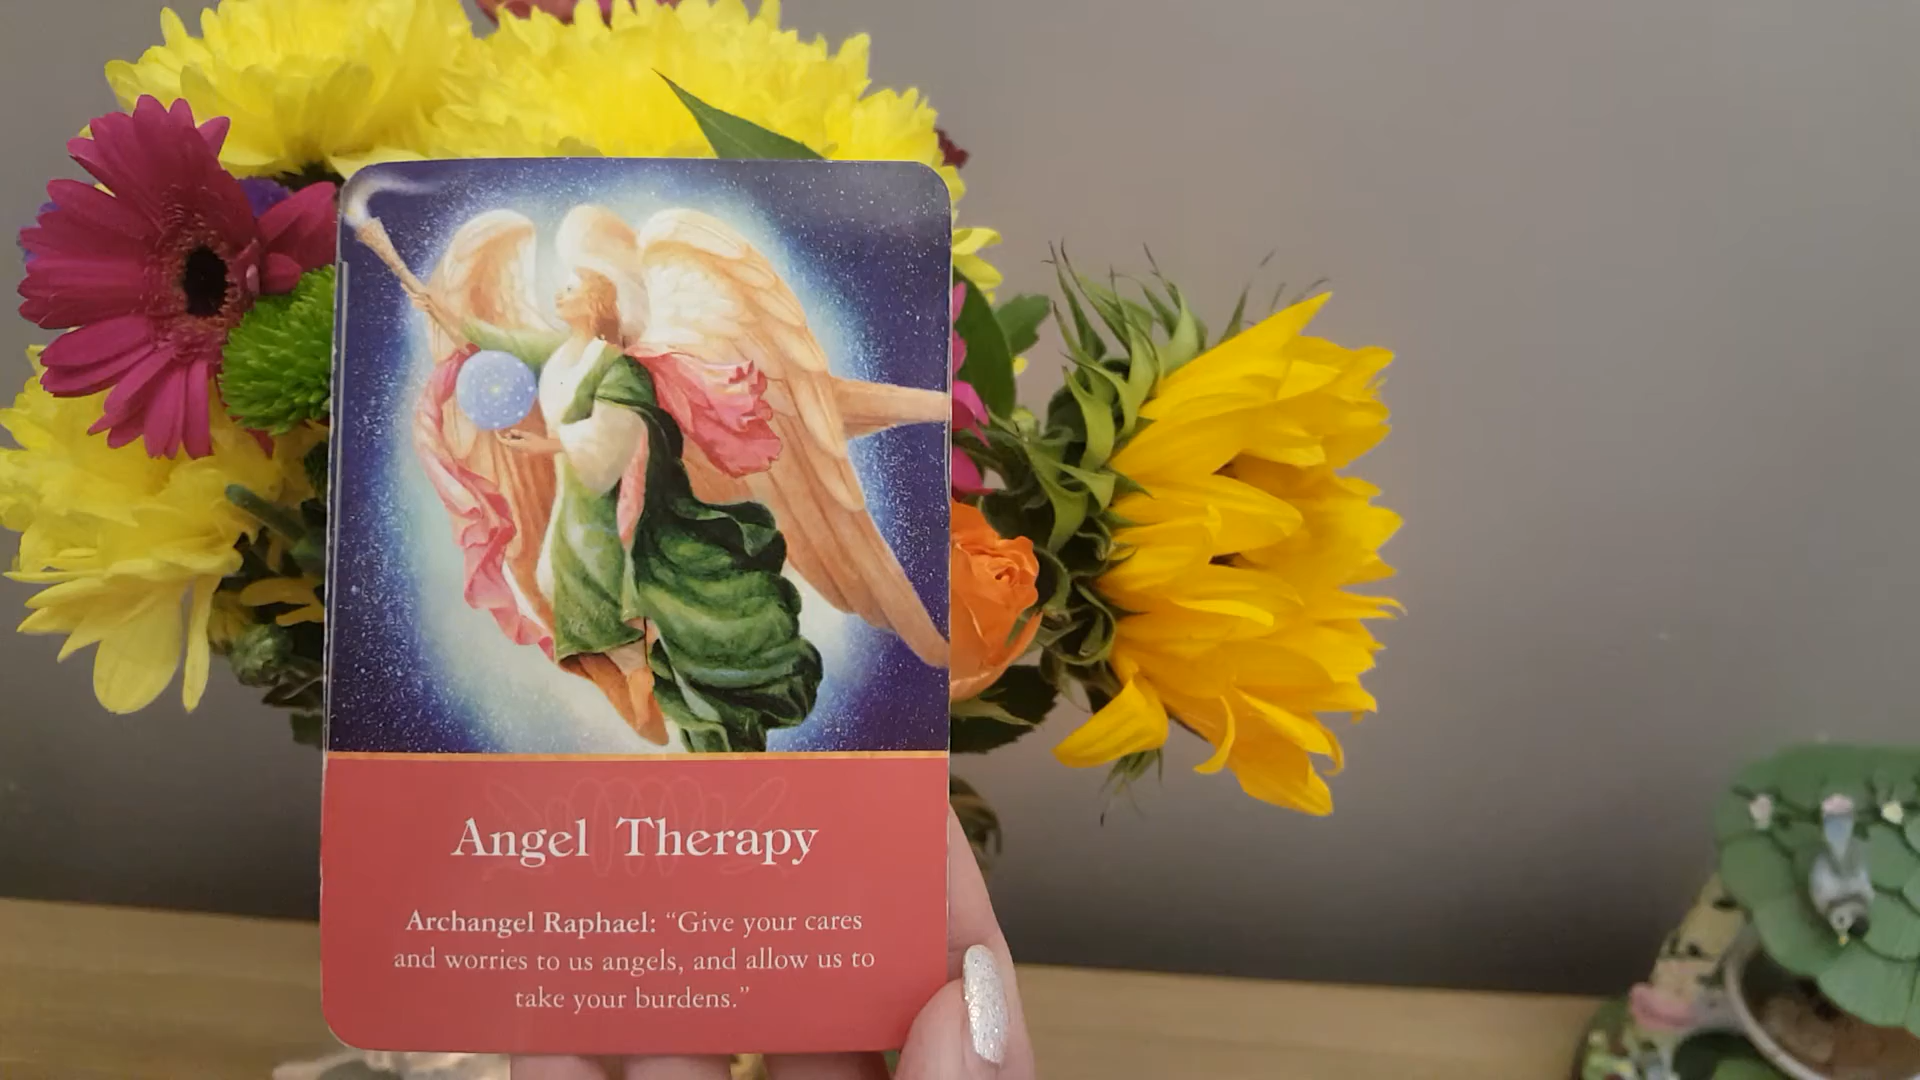 Angel Therapy
Archangel Raphael: “Give your cares
and worries to us angels, and allow us to
take your burdens.”